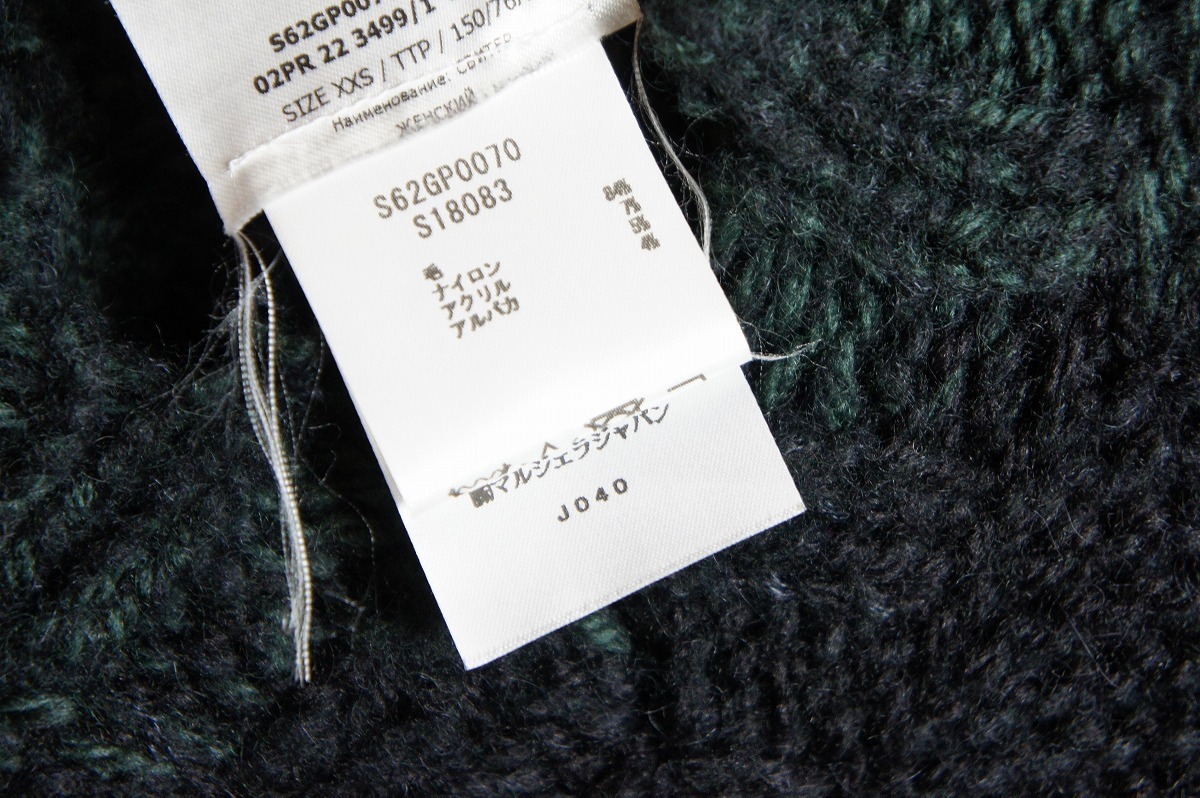 S62GP007
02PR 22 3499/1
SIZE XXS / TTP / 150/76
Наименование: СВИТЕР
ЖЕНСКИЙ
S62GP0070
S18083
毛 84%
ナイロン 7%
アクリル 5%
アルパカ 4%
㈱マルジェラジャパン
J040